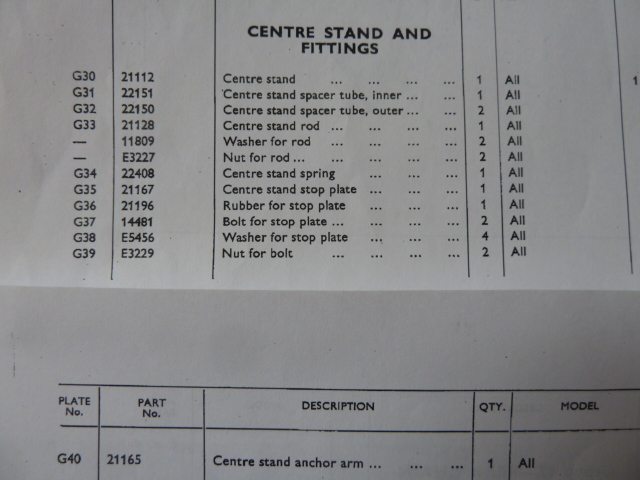 CENTRE STAND AND
FITTINGS
G30 21112 Centre stand ... ... ... ... 1 All 1
G31 22151 Centre stand spacer tube, inner ... ... 1 All
G32 22150 Centre stand spacer tube, outer ... ... 2 All
G33 21128 Centre stand rod ... ... ... ... 1 All
— 11809 Washer for rod ... ... ... ... 2 All
— E3227 Nut for rod ... ... ... ... 2 All
G34 22408 Centre stand spring ... ... ... 1 All
G35 21167 Centre stand stop plate ... ... ... 1 All
G36 21196 Rubber for stop plate ... ... ... 1 All
G37 14481 Bolt for stop plate ... ... ... ... 2 All
G38 E5456 Washer for stop plate ... ... ... 4 All
G39 E3229 Nut for bolt ... ... ... ... 2 All
PLATE No. PART No. DESCRIPTION QTY. MODEL
G40 21165 Centre stand anchor arm ... ... ... 1 All